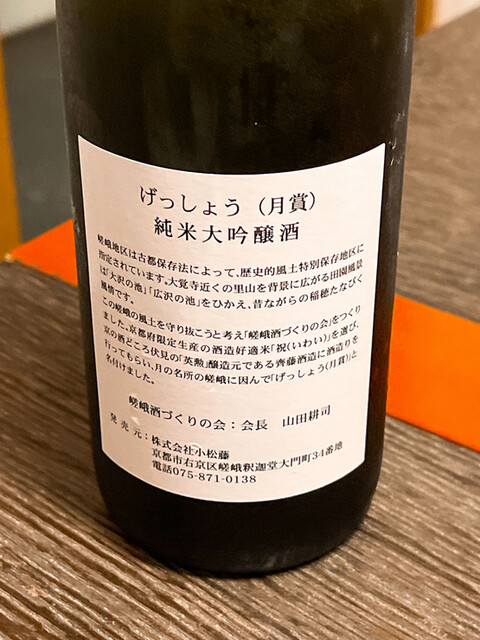 げっしょう（月賞）
純米大吟醸酒
嵯峨地区は古都保存法によって、歴史的風土特別保存地区に
指定されています。大覚寺近くの里山を背景に広がる田園風景
は「大沢の池」「広沢の池」をひかえ、昔ながらの稲穂たなびく
風情です。
この嵯峨の風土を守り抜こうと考え「嵯峨酒づくりの会」をつくり
ました。京都府限定生産の酒造好適米「祝(いわい)」を選び、
京の酒どころ伏見の「英勲」醸造元である齊藤酒造に酒造りを
行ってもらい、月の名所の嵯峨に因んで「げっしょう(月賞)」と
名付けました。
嵯峨酒づくりの会：会長　山田耕司
発売元：株式会社小松藤
京都市右京区嵯峨釈迦堂大門町34番地
電話075-871-0138